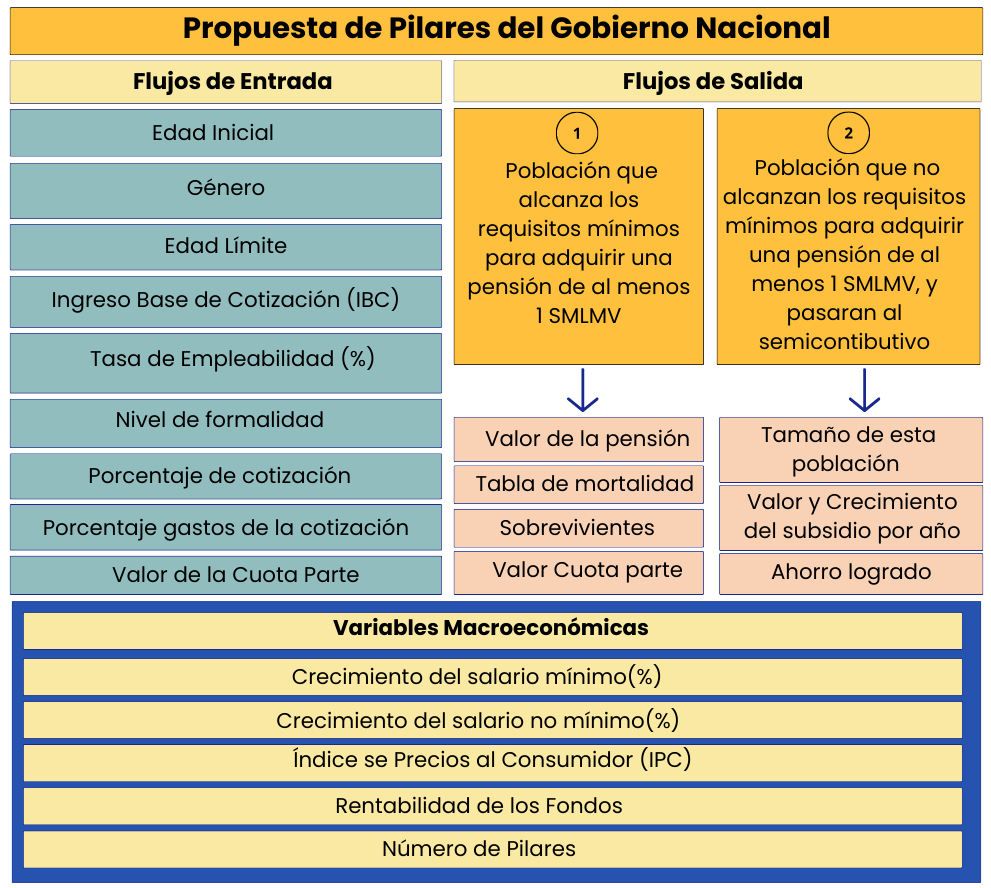 Propuesta de Pilares del Gobierno Nacional
Flujos de Entrada
Edad Inicial
Género
Edad Límite
Ingreso Base de Cotización (IBC)
Tasa de Empleabilidad (%)
Nivel de formalidad
Porcentaje de cotización
Porcentaje gastos de la cotización
Valor de la Cuota Parte
Flujos de Salida
1
Población que
alcanza los
requisitos mínimos
para adquirir una
pensión de al menos
1 SMLMV
Valor de la pensión
Tabla de mortalidad
Sobrevivientes
Valor Cuota parte
2
Población que no
alcanzan los requisitos
mínimos para adquirir
una pensión de al
menos 1 SMLMV, y
pasaran al
semicontibutivo
Tamaño de esta
población
Valor y Crecimiento
del subsidio por año
Ahorro logrado
Variables Macroeconómicas
Crecimiento del salario mínimo(%)
Crecimiento del salario no mínimo(%)
Índice se Precios al Consumidor (IPC)
Rentabilidad de los Fondos
Número de Pilares